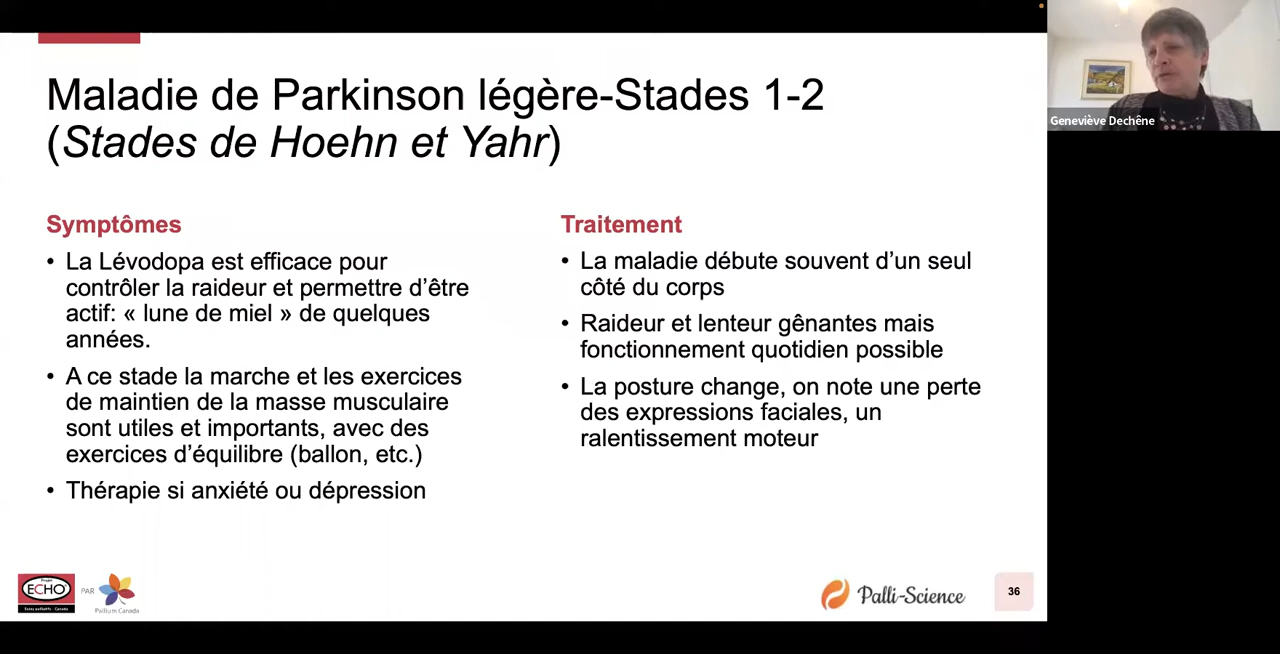 Maladie de Parkinson légère-Stades 1-2
(Stades de Hoehn et Yahr)
Symptômes
• La Lévodopa est efficace pour
contrôler la raideur et permettre d’être
actif: « lune de miel » de quelques
années.
• A ce stade la marche et les exercices
de maintien de la masse musculaire
sont utiles et importants, avec des
exercices d’équilibre (ballon, etc.)
• Thérapie si anxiété ou dépression
Traitement
• La maladie débute souvent d’un seul
côté du corps
• Raideur et lenteur gênantes mais
fonctionnement quotidien possible
• La posture change, on note une perte
des expressions faciales, un
ralentissement moteur
Projet
ECHO
Soins palliatifs Canada
PAR
Pallium Canada
Palli-Science
36
Geneviève Dechêne